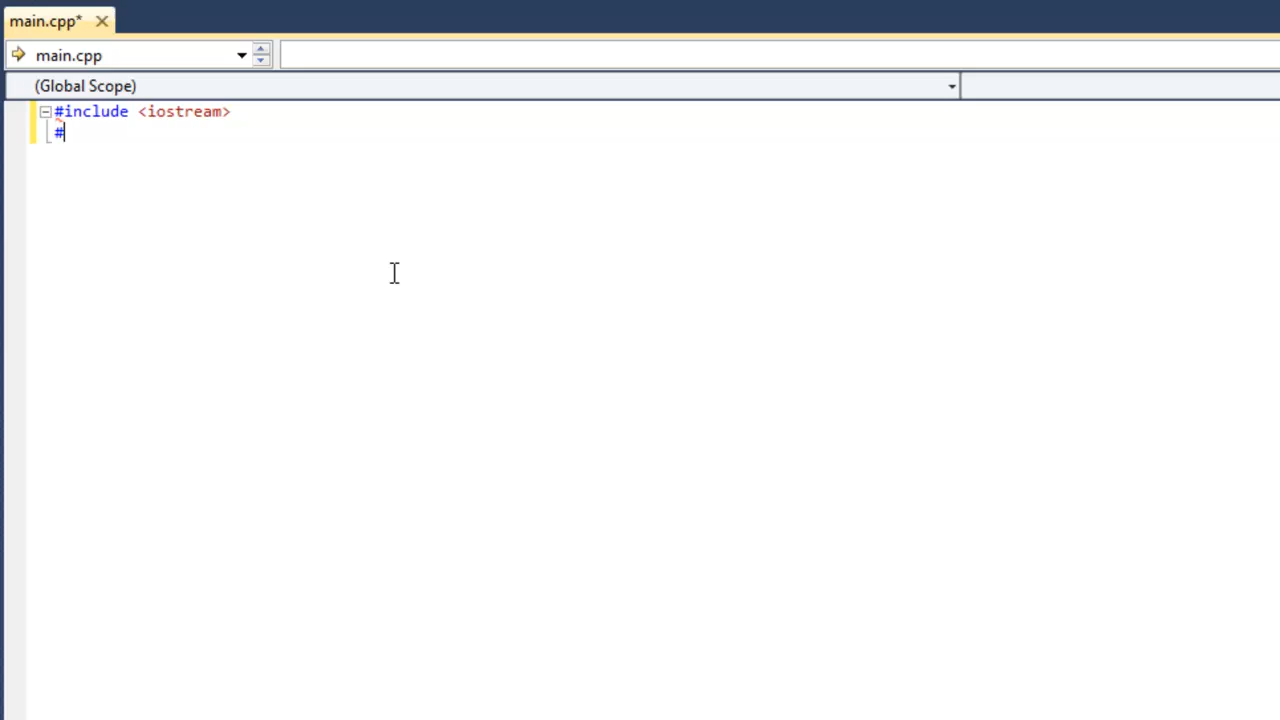 main.cpp*
main.cpp
(Global Scope)
#include <iostream>
#